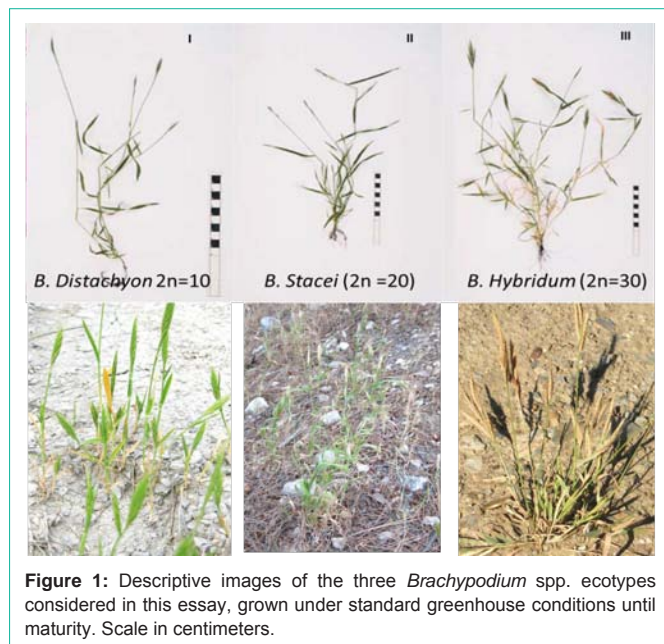 I
II
III
B. Distachyon 2n=10
B. Stacei (2n =20)
B. Hybridum (2n=30)
Figure 1: Descriptive images of the three Brachypodium spp. ecotypes
considered in this essay, grown under standard greenhouse conditions until
maturity. Scale in centimeters.